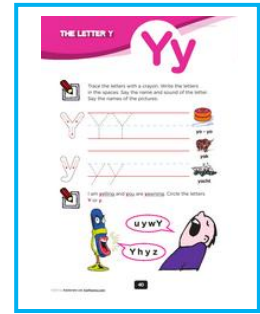 THE LETTER Y
Yy
Trace the letters with a crayon. Write the letters
in the spaces. Say the name and sound of the letter.
Say the names of the pictures.
Y Y Y
yo - yo
yak
y Y Y
yacht
I am yelling and you are yawning. Circle the letters
Y or y.
u y w Y
Y h y z
40